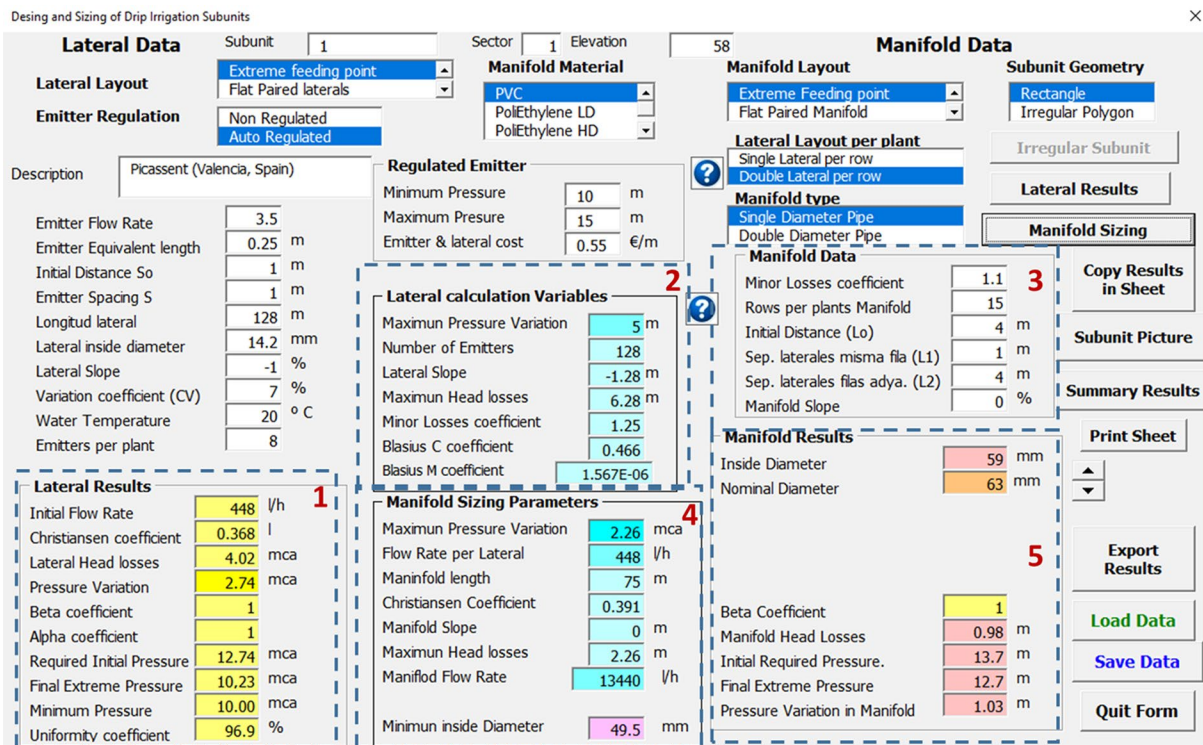 Desing and Sizing of Drip Irrigation Subunits
Lateral Data
Subunit 1
Sector 1 Elevation 58
Manifold Data
Lateral Layout
Extreme feeding point
Flat Paired laterals
Emitter Regulation
Non Regulated
Auto Regulated
Manifold Material
PVC
PoliEthylene LD
PoliEthylene HD
Manifold Layout
Extreme Feeding point
Flat Paired Manifold
Subunit Geometry
Rectangle
Irregular Polygon
Lateral Layout per plant
Single Lateral per row
Double Lateral per row
Manifold type
Single Diameter Pipe
Double Diameter Pipe
Irregular Subunit
Lateral Results
Manifold Sizing
Description Picassent (Valencia, Spain)
Regulated Emitter
Minimum Pressure 10 m
Maximum Presure 15 m
Emitter & lateral cost 0.55 €/m
?
Emitter Flow Rate 3.5
Emitter Equivalent length 0.25 m
Initial Distance So 1 m
Emitter Spacing S 1 m
Longitud lateral 128 m
Lateral inside diameter 14.2 mm
Lateral Slope -1 %
Variation coefficient (CV) 7 %
Water Temperature 20 º C
Emitters per plant 8
2
Lateral calculation Variables
Maximun Pressure Variation 5 m
Number of Emitters 128
Lateral Slope -1.28 m
Maximun Head losses 6.28 m
Minor Losses coefficient 1.25
Blasius C coefficient 0.466
Blasius M coefficient 1.567E-06
?
Manifold Data
3
Minor Losses coefficient 1.1
Rows per plants Manifold 15
Initial Distance (Lo) 4 m
Sep. laterales misma fila (L1) 1 m
Sep. laterales filas adya. (L2) 4 m
Manifold Slope 0 %
Copy Results
in Sheet
Subunit Picture
Summary Results
Print Sheet
Lateral Results
1
Initial Flow Rate 448 l/h
Christiansen coefficient 0.368 l
Lateral Head losses 4.02 mca
Pressure Variation 2.74 mca
Beta coefficient 1
Alpha coefficient 1
Required Initial Pressure 12.74 mca
Final Extreme Pressure 10,23 mca
Minimum Pressure 10.00 mca
Uniformity coefficient 96.9 %
Manifold Sizing Parameters
4
Maximun Pressure Variation 2.26 mca
Flow Rate per Lateral 448 l/h
Maninfold length 75 m
Christiansen Coefficient 0.391
Manifold Slope 0 m
Maximun Head losses 2.26 m
Maniflod Flow Rate 13440 l/h
Minimun inside Diameter 49.5 mm
Manifold Results
Inside Diameter 59 mm
Nominal Diameter 63 mm
5
Beta Coefficient 1
Manifold Head Losses 0.98 m
Initial Required Pressure. 13.7 m
Final Extreme Pressure 12.7 m
Pressure Variation in Manifold 1.03 m
Export
Results
Load Data
Save Data
Quit Form